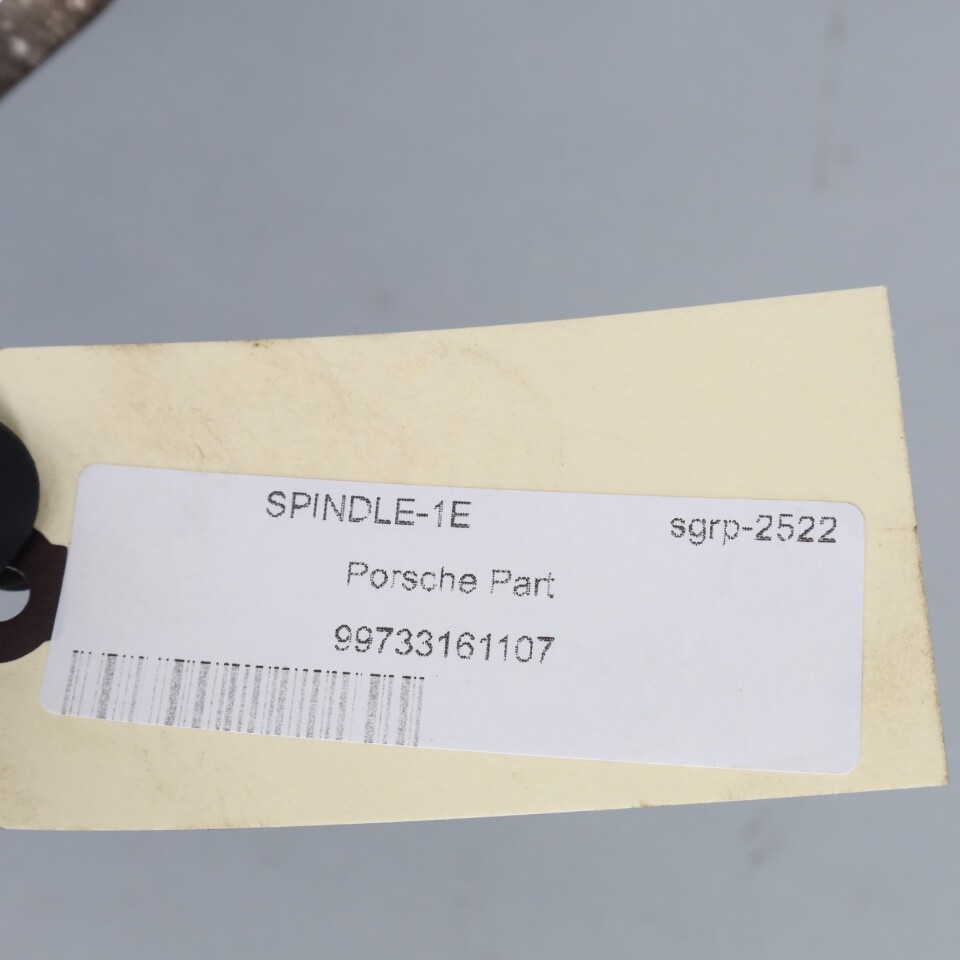 SPINDLE-1E
sgrp-2522
Porsche Part
99733161107